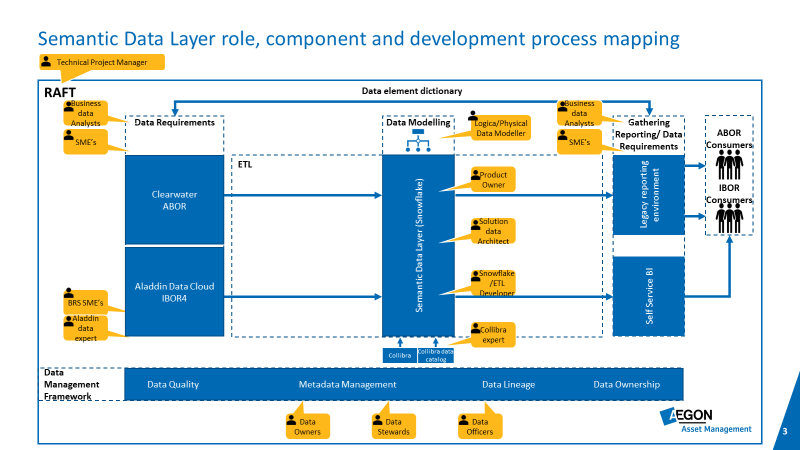 Semantic Data Layer role, component and development process mapping
Technical Project Manager
RAFT
Data element dictionary
Business
data
Analysts
SME's
Data Requirements
Data Modelling
Logica/Physical
Data Modeller
Business
data
Analysts
SME's
Gathering
Reporting/ Data
Requirements
ABOR
Consumers
IBOR
Consumers
ETL
Clearwater
ABOR
Aladdin Data Cloud
IBOR4
BRS SME's
Aladdin
data
expert
Semantic Data Layer (Snowflake)
Product
Owner
Solution
data
Architect
Snowflake
/ETL
Developer
Collibra
expert
Legacy reporting
environment
Self Service BI
Collibra
Collibra data
catalog
Data
Management
Framework
Data Quality
Metadata Management
Data Lineage
Data Ownership
Data
Owners
Data
Stewards
Data
Officers
AEGON
Asset Management
3